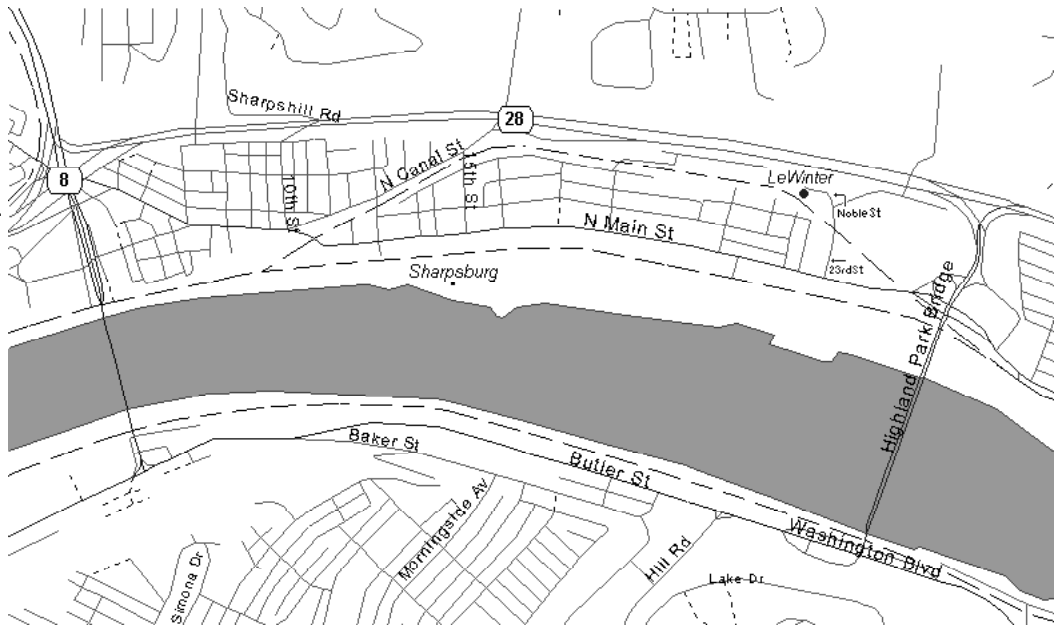 Sharpshill Rd
28
8
N Canal St
15th St
10th St
LeWinter
Noble St
N Main St
23rd St
Sharpsburg
Highland Park Bridge
Baker St
Butler St
Morningside Av
Washington Blvd
Hill Rd
Simona Dr
Lake Dr